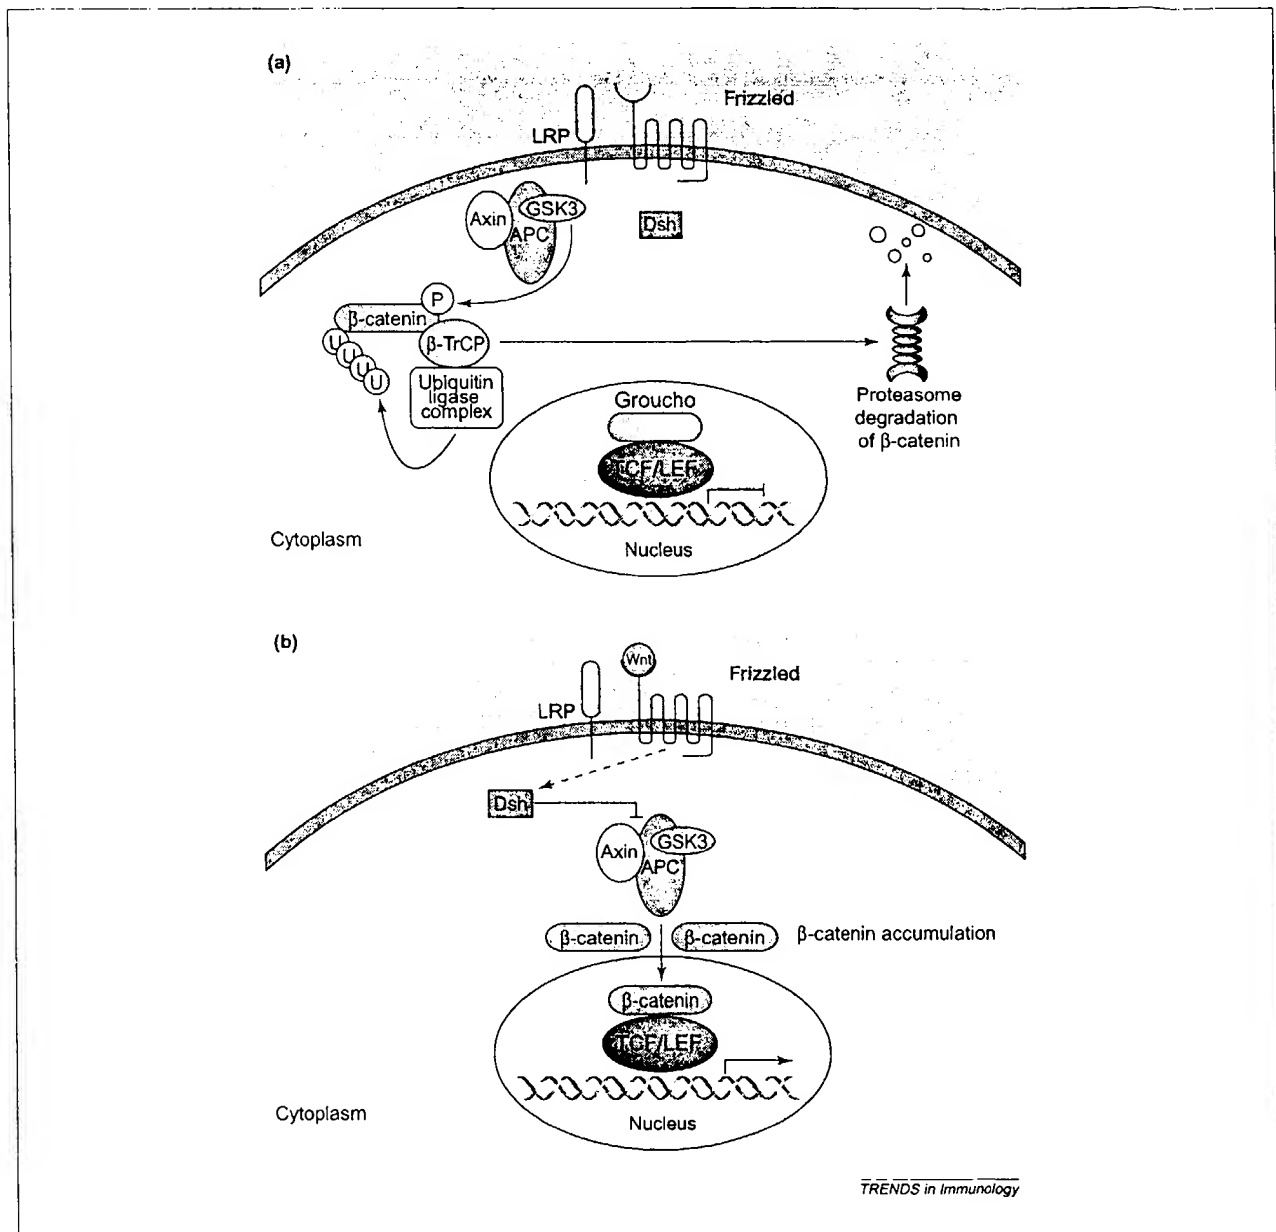 (a)
Frizzled
LRP
Axin
GSK3
APC
Dsh
P
β-catenin
β-TrCP
U
U
U
U
Ubiquitin
ligase
complex
Proteasome
degradation
of β-catenin
Groucho
TCF/LEF
Nucleus
Cytoplasm
(b)
Wnt
Frizzled
LRP
Dsh
Axin
GSK3
APC
β-catenin
β-catenin
β-catenin accumulation
β-catenin
TCF/LEF
Nucleus
Cytoplasm
TRENDS in Immunology